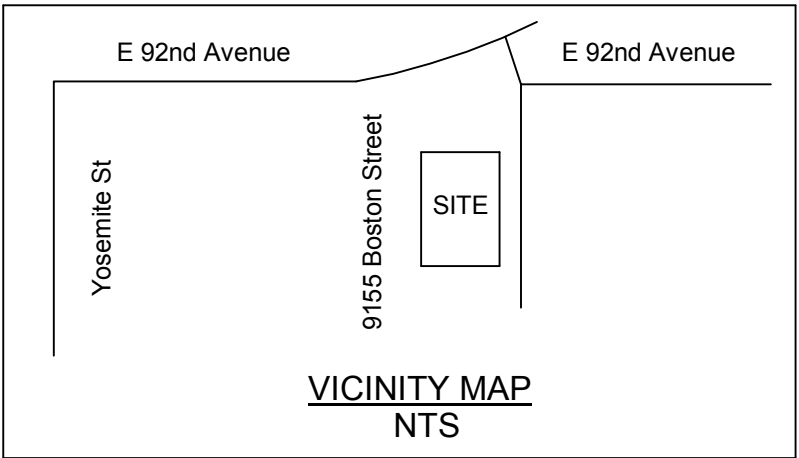 E 92nd Avenue
E 92nd Avenue
Yosemite St
9155 Boston Street
SITE
VICINITY MAP
NTS